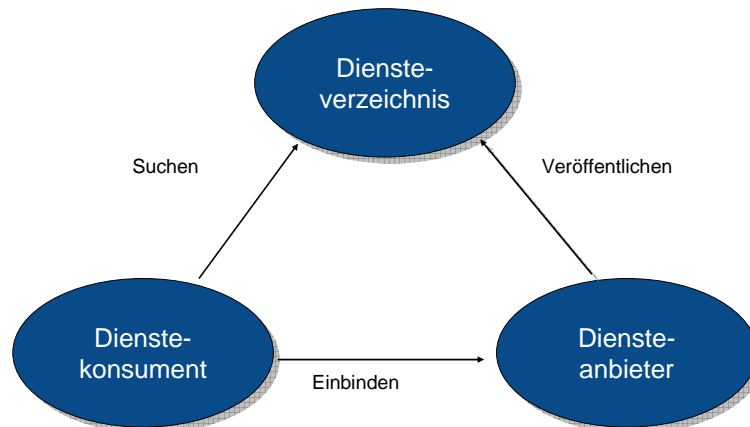 Dienste-
verzeichnis
Suchen
Veröffentlichen
Dienste-
konsument
Einbinden
Dienste-
anbieter